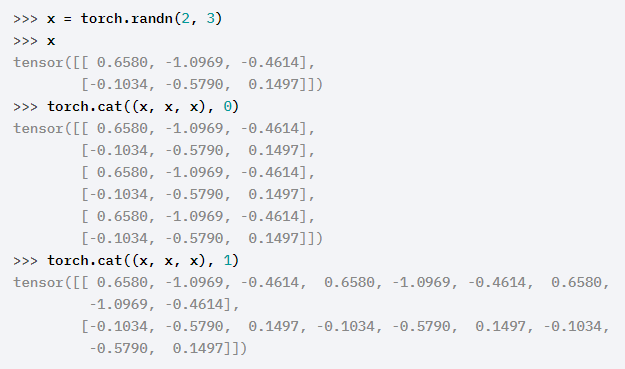 >>> x = torch.randn(2, 3)
>>> x
tensor([[ 0.6580, -1.0969, -0.4614],
        [-0.1034, -0.5790,  0.1497]])
>>> torch.cat((x, x, x), 0)
tensor([[ 0.6580, -1.0969, -0.4614],
        [-0.1034, -0.5790,  0.1497],
        [ 0.6580, -1.0969, -0.4614],
        [-0.1034, -0.5790,  0.1497],
        [ 0.6580, -1.0969, -0.4614],
        [-0.1034, -0.5790,  0.1497]])
>>> torch.cat((x, x, x), 1)
tensor([[ 0.6580, -1.0969, -0.4614,  0.6580, -1.0969, -0.4614,  0.6580,
         -1.0969, -0.4614],
        [-0.1034, -0.5790,  0.1497, -0.1034, -0.5790,  0.1497, -0.1034,
         -0.5790,  0.1497]])